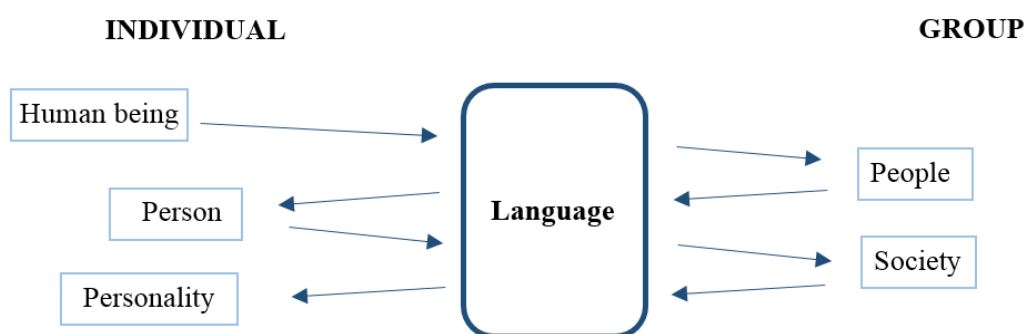 INDIVIDUAL
GROUP
Human being
People
Person
Language
Society
Personality